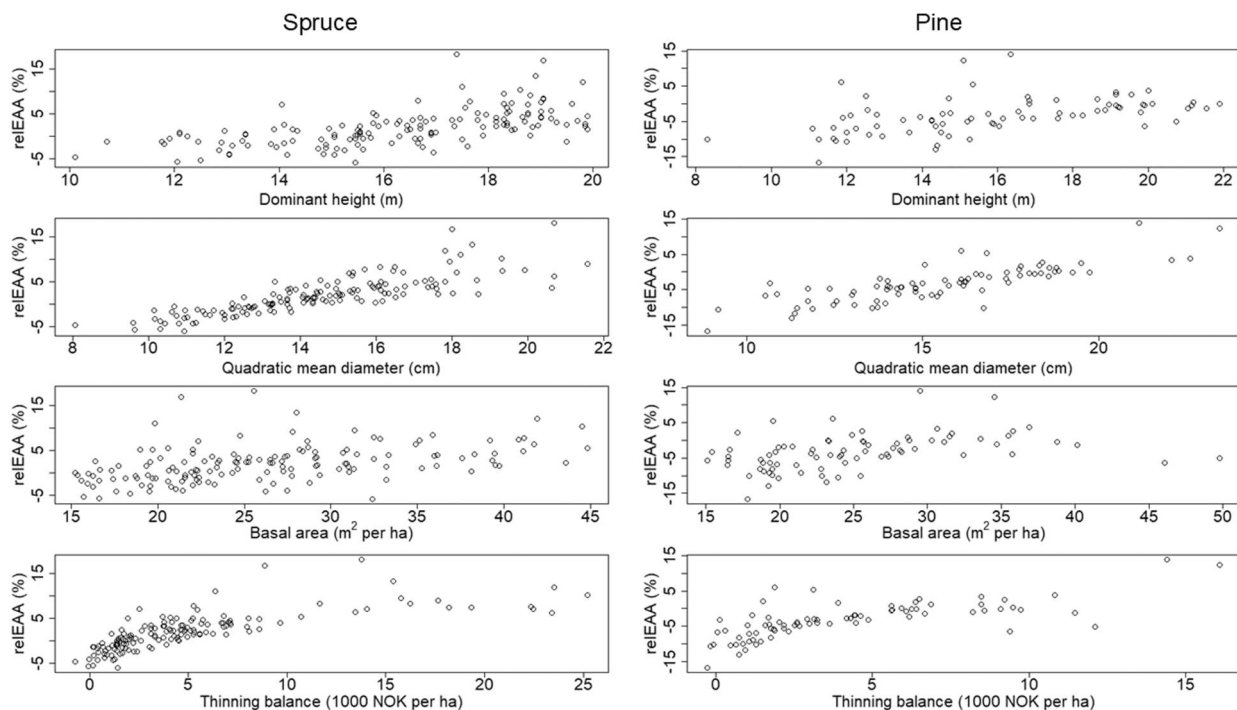 Spruce
Pine
relEAA (%)
-5 5 15
10 12 14 16 18 20
Dominant height (m)
relEAA (%)
-15 -5 5 15
8 10 12 14 16 18 20 22
Dominant height (m)
relEAA (%)
-5 5 15
8 10 12 14 16 18 20 22
Quadratic mean diameter (cm)
relEAA (%)
-15 -5 5 15
10 15 20
Quadratic mean diameter (cm)
relEAA (%)
-5 5 15
15 20 25 30 35 40 45
Basal area (m² per ha)
relEAA (%)
-15 -5 5 15
15 20 25 30 35 40 45 50
Basal area (m² per ha)
relEAA (%)
-5 5 15
0 5 10 15 20 25
Thinning balance (1000 NOK per ha)
relEAA (%)
-15 -5 5 15
0 5 10 15
Thinning balance (1000 NOK per ha)